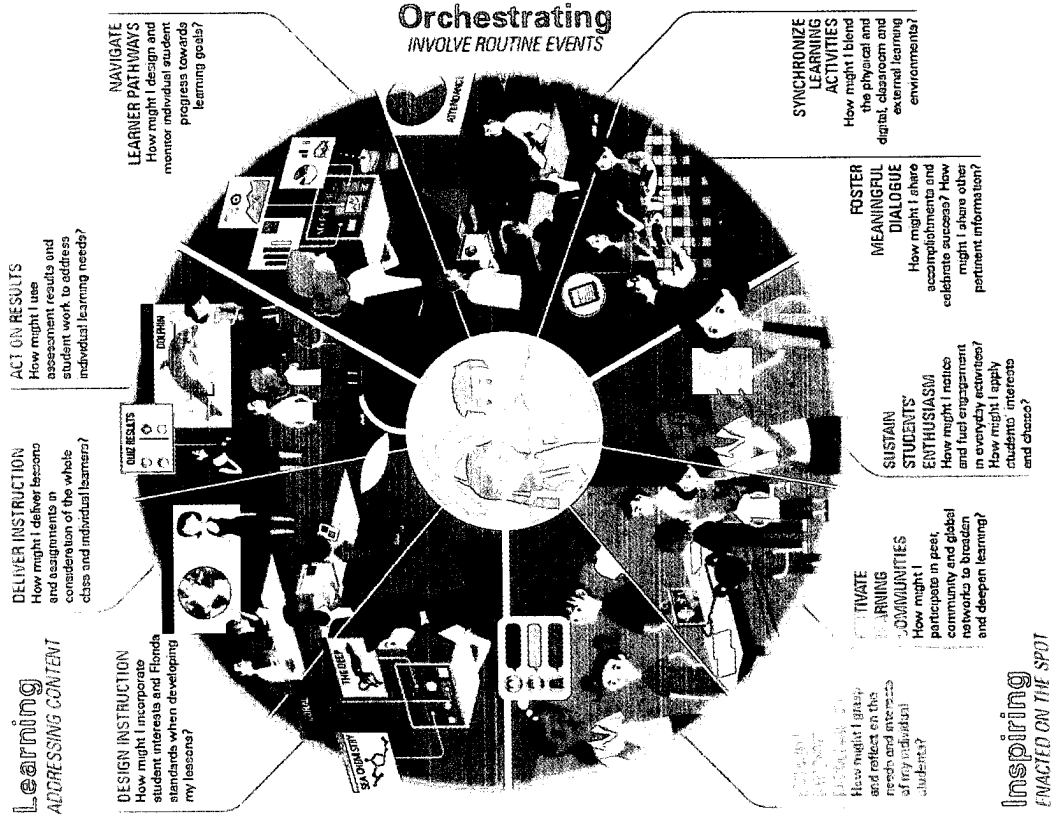 Learning
ADDRESSING CONTENT
DESIGN INSTRUCTION
How might I incorporate
student interests and Florida
standards when developing
my lessons?
DELIVER INSTRUCTION
How might I deliver lessons
and assignments in
consideration of the whole
class and individual learners?
ACT ON RESULTS
How might I use
assessment results and
student work to address
individual learning needs?
NAVIGATE
LEARNER PATHWAYS
How might I design and
monitor individual student
progress towards
learning goals?
Orchestrating
INVOLVE ROUTINE EVENTS
SYNCHRONIZE
LEARNING
ACTIVITIES
How might I blend
the physical and
digital, classroom and
external learning
environments?
FOSTER
MEANINGFUL
DIALOGUE
How might I share
accomplishments and
celebrate success? How
might I share other
pertinent information?
SUSTAIN
STUDENTS'
ENTHUSIASM
How might I notice
and fuel engagement
in everyday activities?
How might I apply
students' interests
and choice?
COMMUNITIES
How might I
participate in peer,
community and global
networks to broaden
and deepen learning?
How might I grasp
and reflect on the
needs and interests
of my individual
students?
Inspiring
ENACTED ON THE SPOT
QUIZ RESULTS
DOLPHIN
ATTENDANCE
THE DEEP
SEA CHEMISTRY